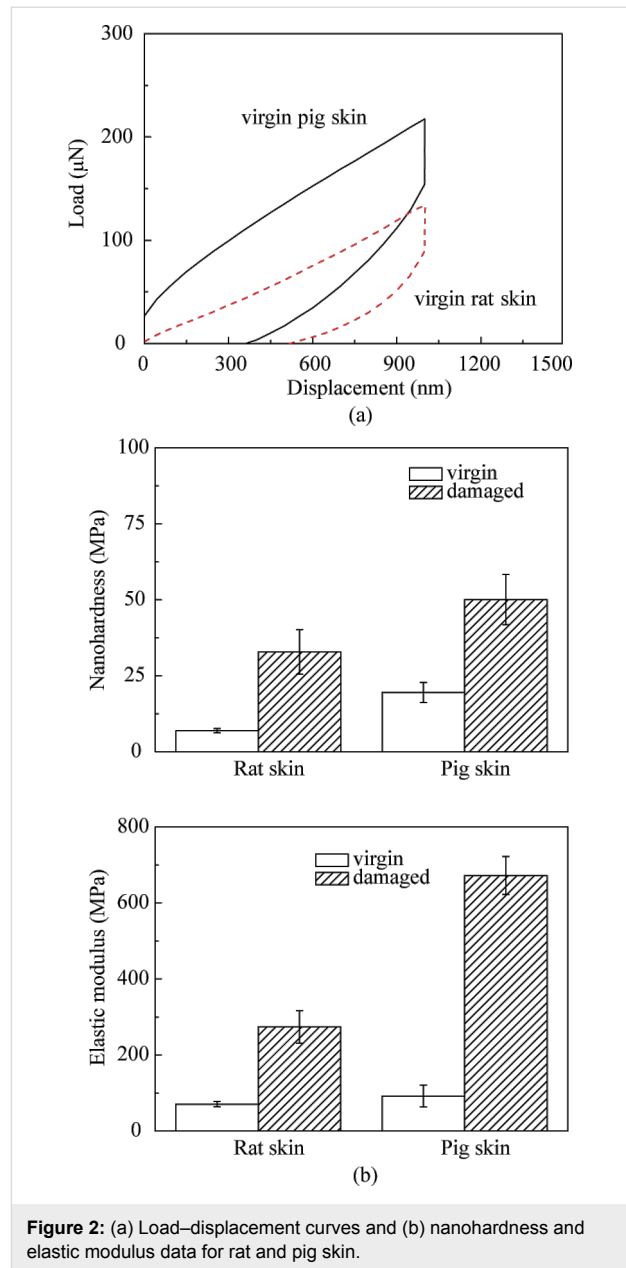 300
200
100
0
Load (μN)
virgin pig skin
virgin rat skin
0 300 600 900 1200 1500
Displacement (nm)
(a)
100
75
50
25
0
Nanohardness (MPa)
virgin
damaged
Rat skin Pig skin
800
600
400
200
0
Elastic modulus (MPa)
virgin
damaged
Rat skin Pig skin
(b)
Figure 2: (a) Load–displacement curves and (b) nanohardness and
elastic modulus data for rat and pig skin.